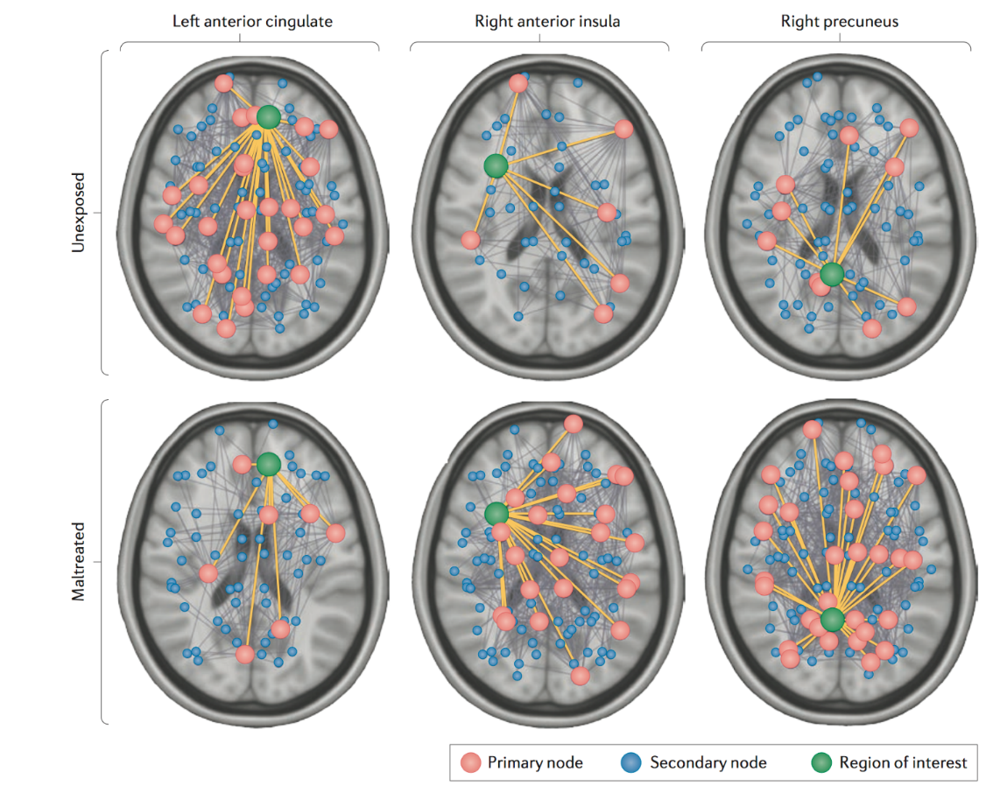 Left anterior cingulate
Right anterior insula
Right precuneus
Unexposed
Maltreated
Primary node
Secondary node
Region of interest